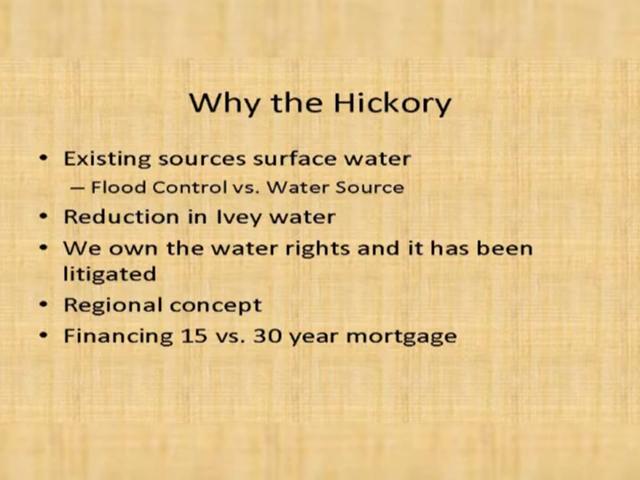 Why the Hickory
• Existing sources surface water
– Flood Control vs. Water Source
• Reduction in Ivey water
• We own the water rights and it has been
litigated
• Regional concept
• Financing 15 vs. 30 year mortgage